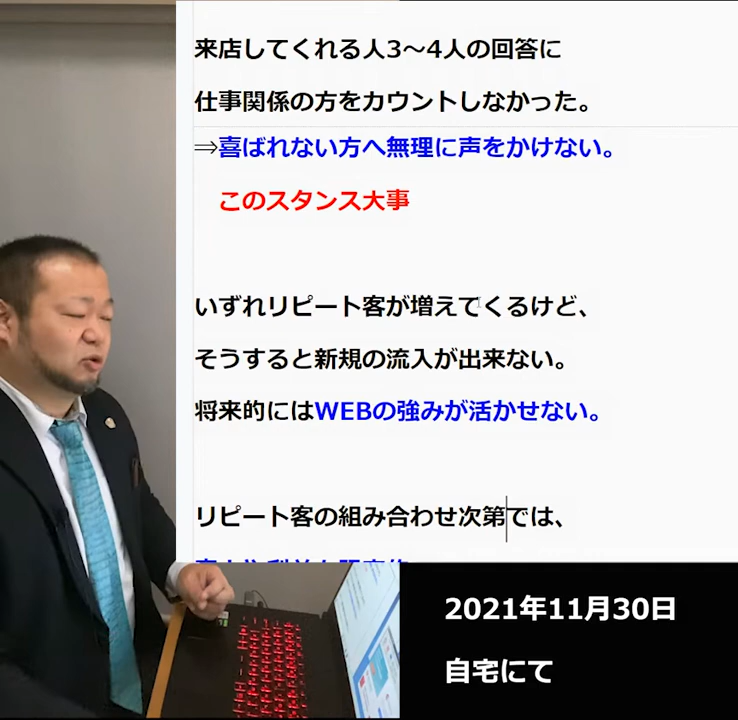 来店してくれる人3～4人の回答に
仕事関係の方をカウントしなかった。
⇒喜ばれない方へ無理に声をかけない。
このスタンス大事
いずれリピート客が増えてくるけど、
そうすると新規の流入が出来ない。
将来的にはWEBの強みが活かせない。
リピート客の組み合わせ次第では、
2021年11月30日
自宅にて